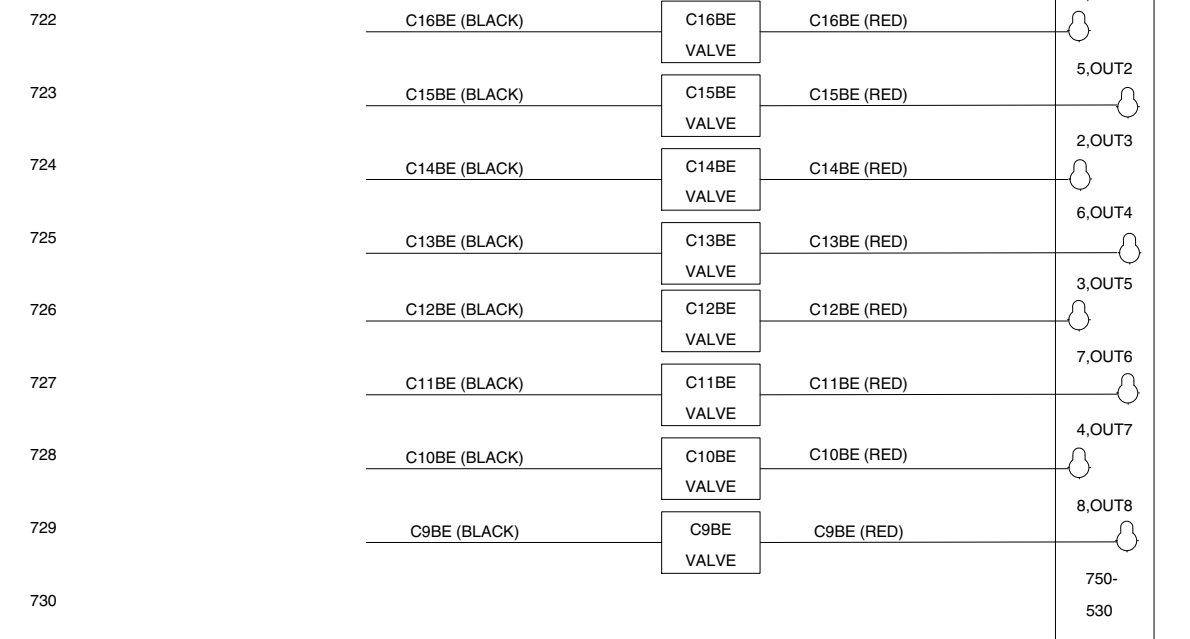 722 C16BE (BLACK) C16BE C16BE (RED)
VALVE
5,OUT2
723 C15BE (BLACK) C15BE C15BE (RED)
VALVE
2,OUT3
724 C14BE (BLACK) C14BE C14BE (RED)
VALVE
6,OUT4
725 C13BE (BLACK) C13BE C13BE (RED)
VALVE
3,OUT5
726 C12BE (BLACK) C12BE C12BE (RED)
VALVE
7,OUT6
727 C11BE (BLACK) C11BE C11BE (RED)
VALVE
4,OUT7
728 C10BE (BLACK) C10BE C10BE (RED)
VALVE
8,OUT8
729 C9BE (BLACK) C9BE C9BE (RED)
VALVE
750-
730
530